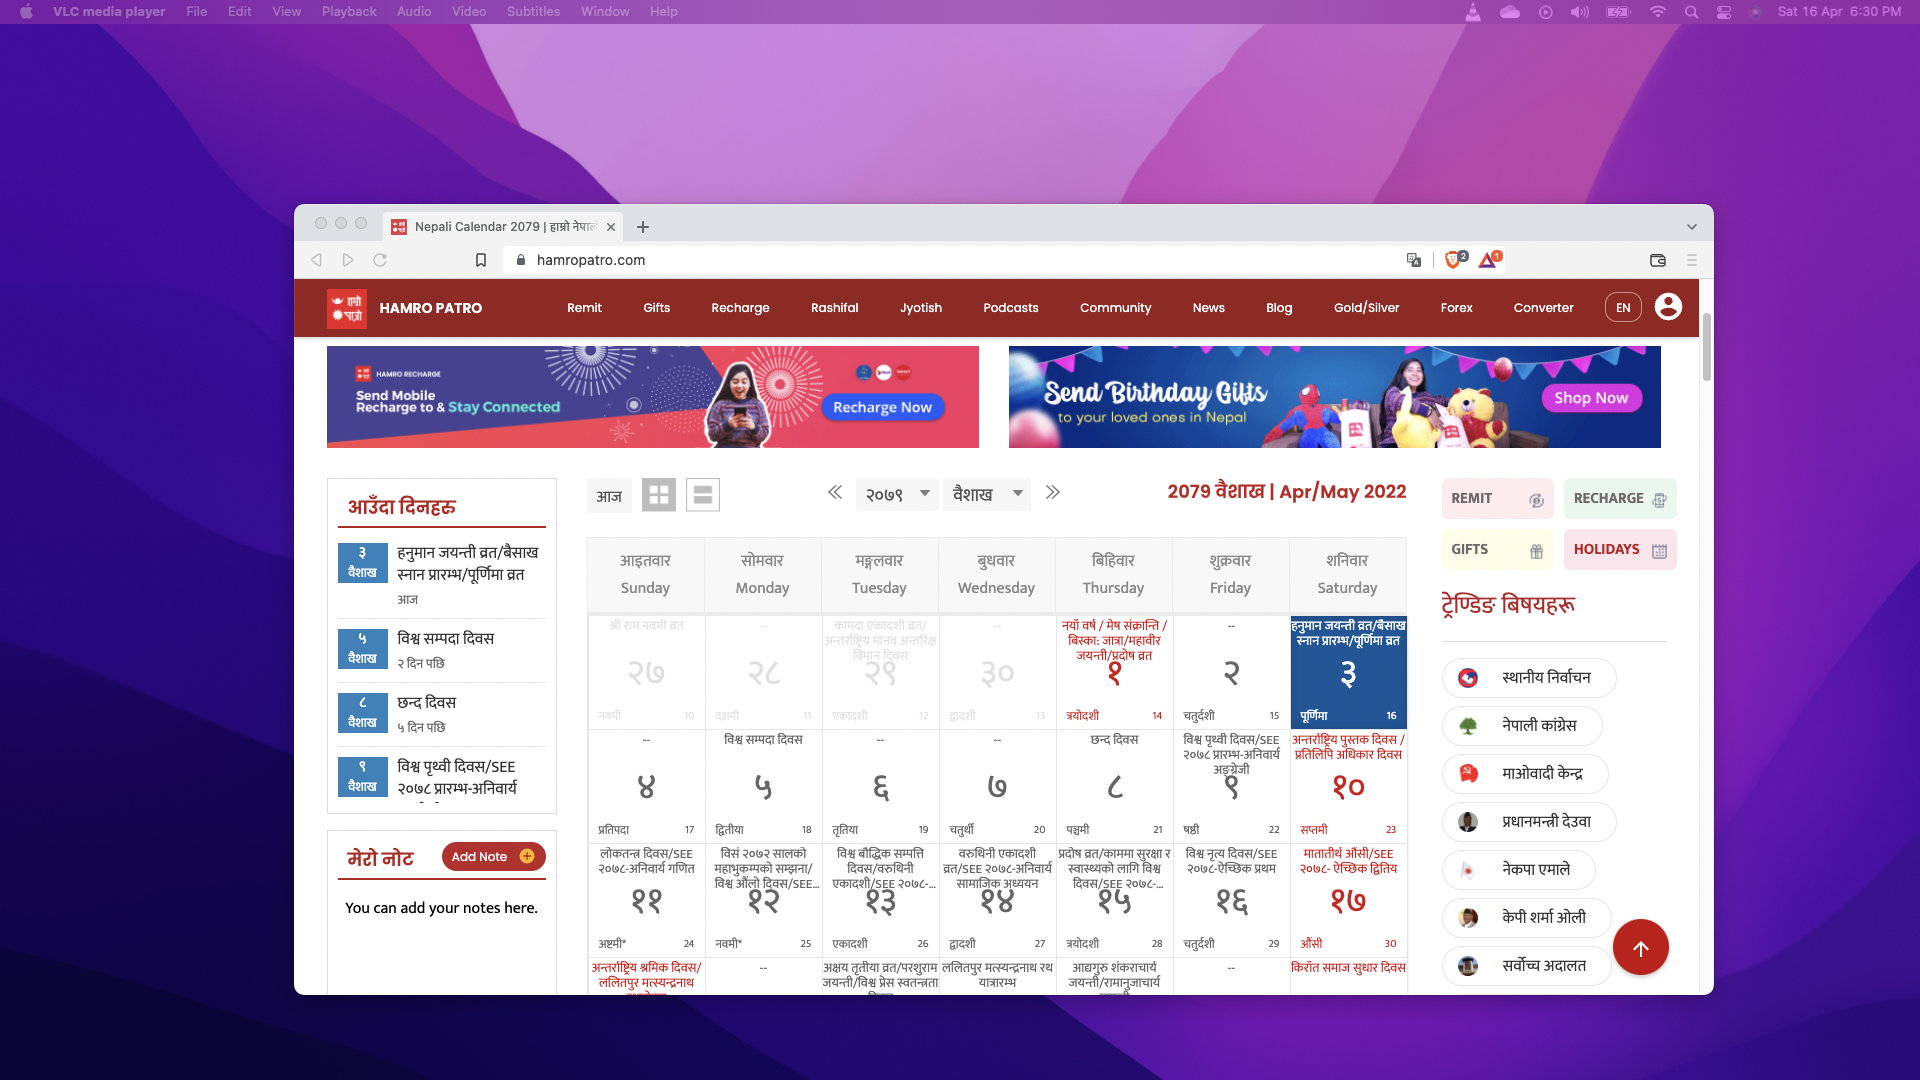 VLC media player File Edit View Playback Audio Video Subtitles Window Help
Sat 16 Apr 6:30 PM
Nepali Calendar 2079 | हाम्रो नेपाली
hamropatro.com
2
1
हाम्रो पात्रो
HAMRO PATRO
Remit Gifts Recharge Rashifal Jyotish Podcasts Community News Blog Gold/Silver Forex Converter EN
HAMRO RECHARGE
Send Mobile
Recharge to & Stay Connected
Recharge Now
Send Birthday Gifts
to your loved ones in Nepal
Shop Now
आउँदा दिनहरु
३ वैशाख
हनुमान जयन्ती व्रत/बैसाख
स्नान प्रारम्भ/पूर्णिमा व्रत
आज
५ वैशाख
विश्व सम्पदा दिवस
२ दिन पछि
८ वैशाख
छन्द दिवस
५ दिन पछि
९ वैशाख
विश्व पृथ्वी दिवस/SEE
२०७८ प्रारम्भ-अनिवार्य
मेरो नोट
Add Note
You can add your notes here.
आज
२०७९ वैशाख
2079 वैशाख | Apr/May 2022
आइतवार सोमवार मङ्गलवार बुधवार बिहिवार शुक्रवार शनिवार
Sunday Monday Tuesday Wednesday Thursday Friday Saturday
श्री राम नवमी व्रत
२७
नवमी 10
--
२८
दशमी 11
कामदा एकादशी व्रत/
अन्तर्राष्ट्रिय मानव अन्तरिक्ष
विमान दिवस
२९
एकादशी 12
--
३०
द्वादशी 13
नयाँ वर्ष / मेष संक्रान्ति /
बिस्का: जात्रा/महावीर
जयन्ती/प्रदोष व्रत
१
त्रयोदशी 14
--
२
चतुर्दशी 15
हनुमान जयन्ती व्रत/बैसाख
स्नान प्रारम्भ/पूर्णिमा व्रत
३
पूर्णिमा 16
--
४
प्रतिपदा 17
विश्व सम्पदा दिवस
५
द्वितीया 18
--
६
तृतिया 19
--
७
चतुर्थी 20
छन्द दिवस
८
पञ्चमी 21
विश्व पृथ्वी दिवस/SEE
२०७८ प्रारम्भ-अनिवार्य
अङ्ग्रेजी
९
षष्ठी 22
अन्तर्राष्ट्रिय पुस्तक दिवस /
प्रतिलिपि अधिकार दिवस
१०
सप्तमी 23
लोकतन्त्र दिवस/SEE
२०७८-अनिवार्य गणित
११
अष्टमी* 24
विसं २०७२ सालको
महाभुकम्पको सम्झना/
विश्व औंलो दिवस/SEE...
१२
नवमी* 25
विश्व बौद्धिक सम्पत्ति
दिवस/वरुथिनी
एकादशी/SEE २०७८-...
१३
एकादशी 26
वरुथिनी एकादशी
व्रत/SEE २०७८-अनिवार्य
सामाजिक अध्ययन
१४
द्वादशी 27
प्रदोष व्रत/काममा सुरक्षा र
स्वास्थ्यको लागि विश्व
दिवस/SEE २०७८-...
१५
त्रयोदशी 28
विश्व नृत्य दिवस/SEE
२०७८-ऐच्छिक प्रथम
१६
चतुर्दशी 29
मातातीर्थ औंसी/SEE
२०७८- ऐच्छिक द्वितिय
१७
औंसी 30
अन्तर्राष्ट्रिय श्रमिक दिवस/
ललितपुर मत्स्यन्द्रनाथ
--
अक्षय तृतीया व्रत/परशुराम
जयन्ती/विश्व प्रेस स्वतन्त्रता
ललितपुर मत्स्यन्द्रनाथ रथ
यात्रारम्भ
आद्यगुरु शंकराचार्य
जयन्ती/रामानुजाचार्य
--
किराँत समाज सुधार दिवस
REMIT RECHARGE
GIFTS HOLIDAYS
ट्रेण्डिङ बिषयहरू
स्थानीय निर्वाचन
नेपाली कांग्रेस
माओवादी केन्द्र
प्रधानमन्त्री देउवा
नेकपा एमाले
केपी शर्मा ओली
सर्वोच्च अदालत